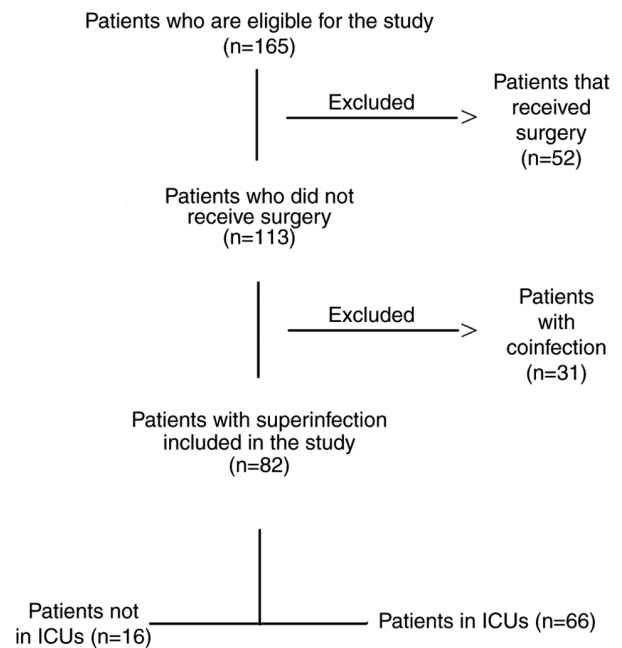 Patients who are eligible for the study
(n=165)
Excluded
Patients that
received
surgery
(n=52)
Patients who did not
receive surgery
(n=113)
Excluded
Patients
with
coinfection
(n=31)
Patients with superinfection
included in the study
(n=82)
Patients not
in ICUs (n=16)
Patients in ICUs (n=66)